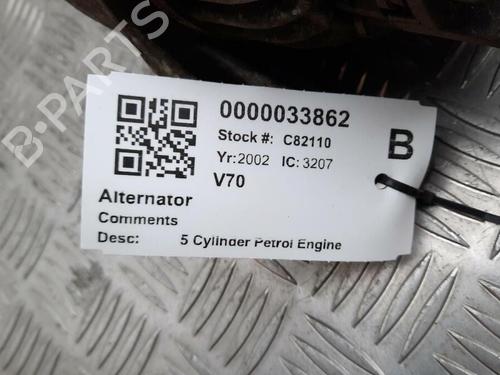 B-PARTS
0000033862
Stock #: C82110
B
Yr:2002 IC: 3207
V70
Alternator
Comments
Desc: 5 Cylinder Petrol Engine